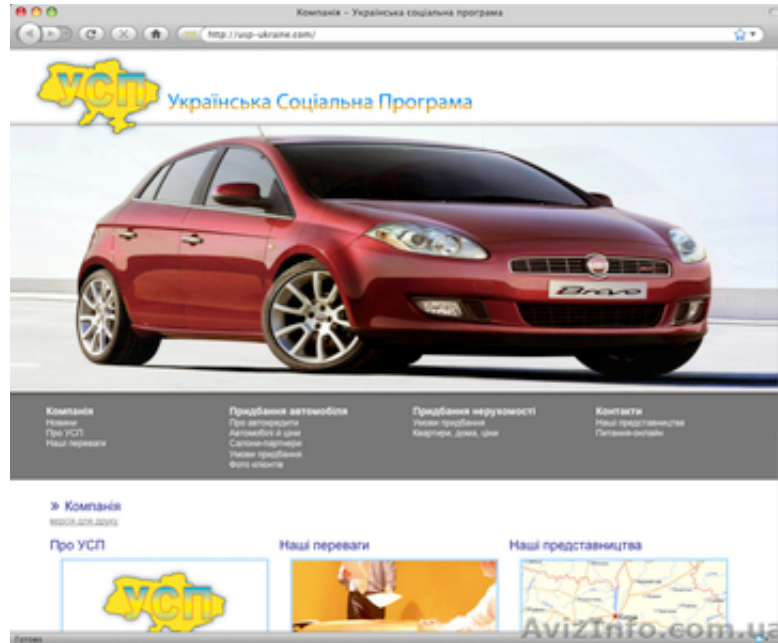 Компанія – Українська соціальна програма
http://usp-ukraine.com/
УСП
Українська Соціальна Програма
Bravo
Компанія
Новини
Про УСП
Наші переваги
Придбання автомобіля
Про автокредити
Автомобілі й ціни
Салони-партнери
Умови придбання
Фото клієнтів
Придбання нерухомості
Умови придбання
Квартири, дома, ціни
Контакти
Наші представництва
Питання-онлайн
» Компанія
версія для друку
Про УСП
Наші переваги
Наші представництва
УСП
Готово
AvizInfo.com.ua